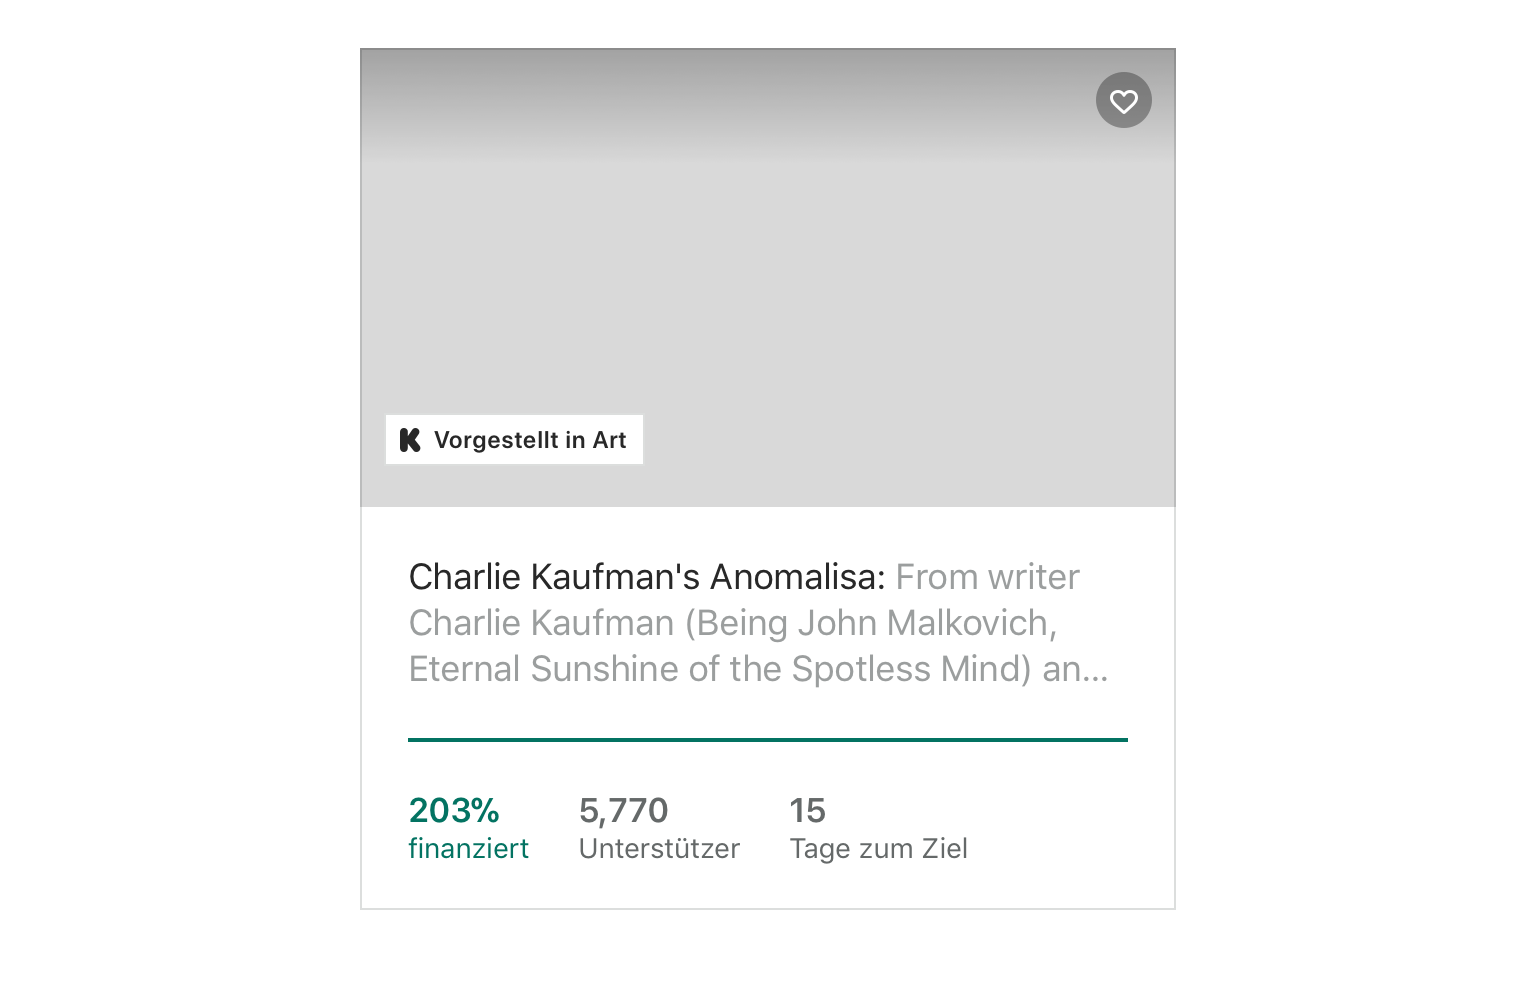 Vorgestellt in Art
Charlie Kaufman's Anomalisa: From writer
Charlie Kaufman (Being John Malkovich,
Eternal Sunshine of the Spotless Mind) an...
203%
finanziert
5,770
Unterstützer
15
Tage zum Ziel